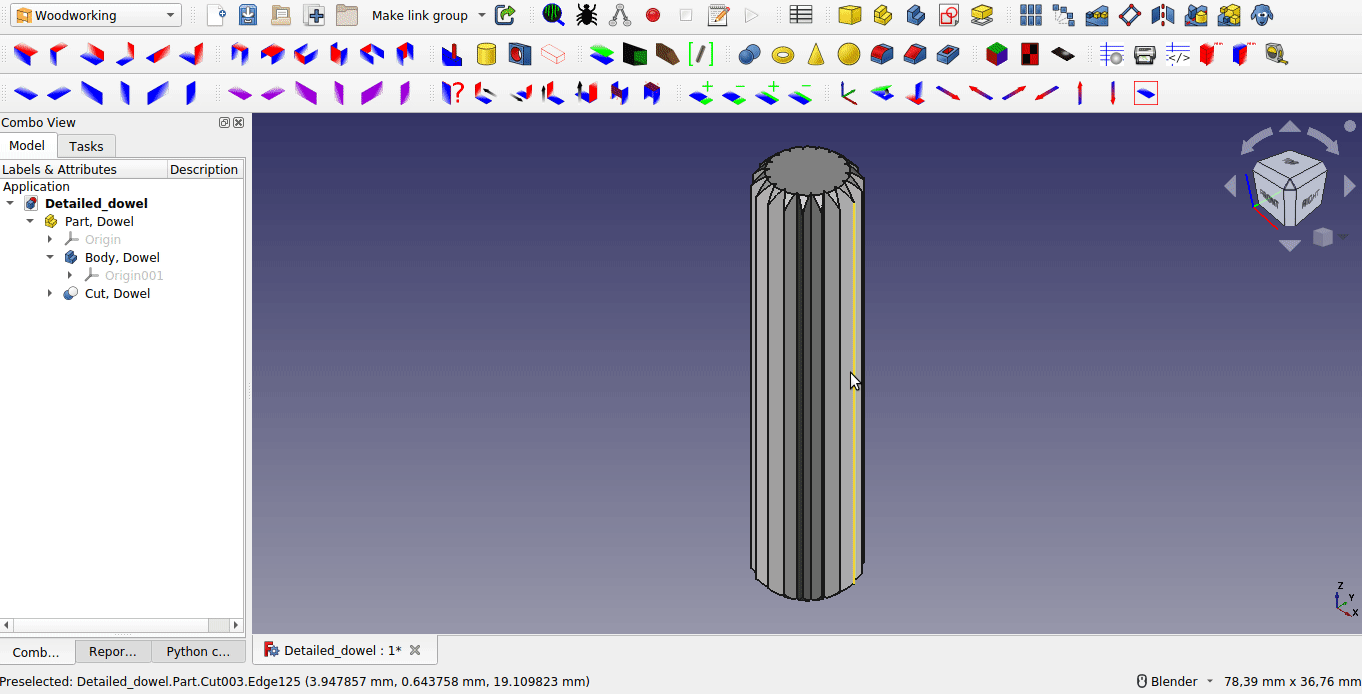 Woodworking
Make link group
Combo View
Model
Tasks
Labels & Attributes
Description
Application
Detailed_dowel
Part, Dowel
Origin
Body, Dowel
Origin001
Cut, Dowel
FRONT
RIGHT
Z
Y
X
Comb...
Repor...
Python c...
Detailed_dowel : 1*
Preselected: Detailed_dowel.Part.Cut003.Edge125 (3.947857 mm, 0.643758 mm, 19.109823 mm)
Blender
78,39 mm x 36,76 mm